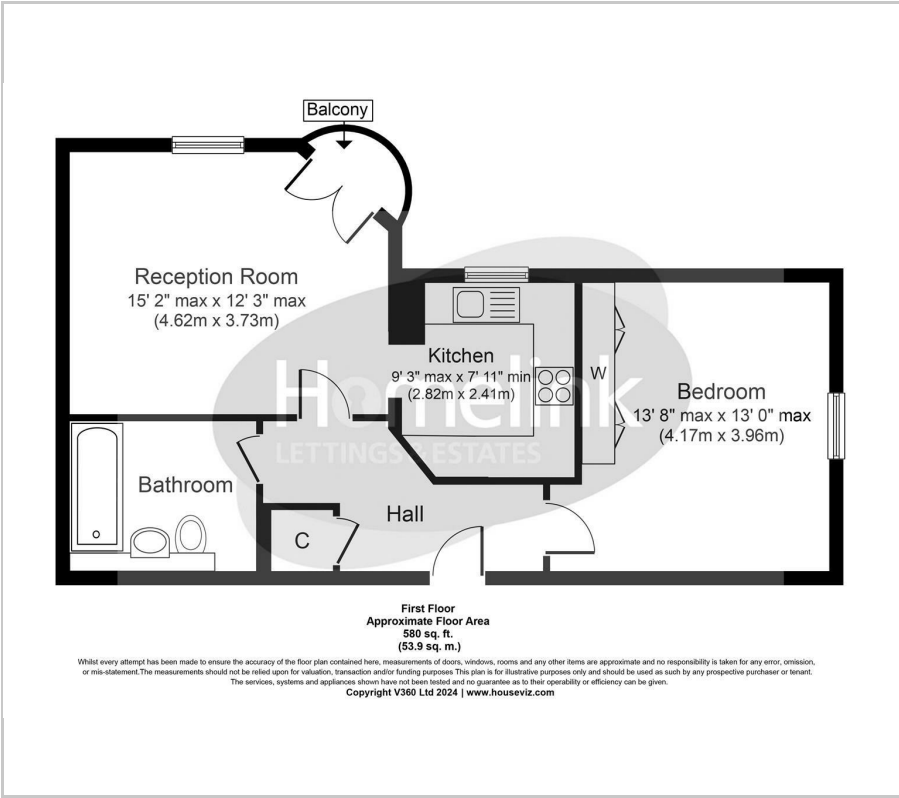 Balcony
Reception Room
15' 2" max x 12' 3" max
(4.62m x 3.73m)
Kitchen
9' 3" max x 7' 11" min
(2.82m x 2.41m)
W
Bedroom
13' 8" max x 13' 0" max
(4.17m x 3.96m)
Homelink
LETTINGS & ESTATES
Bathroom
Hall
C
First Floor
Approximate Floor Area
580 sq. ft.
(53.9 sq. m.)
Whilst every attempt has been made to ensure the accuracy of the floor plan contained here, measurements of doors, windows, rooms and any other items are approximate and no responsibility is taken for any error, omission,
or mis-statement.The measurements should not be relied upon for valuation, transaction and/or funding purposes This plan is for illustrative purposes only and should be used as such by any prospective purchaser or tenant.
The services, systems and appliances shown have not been tested and no guarantee as to their operability or efficiency can be given.
Copyright V360 Ltd 2024 | www.houseviz.com